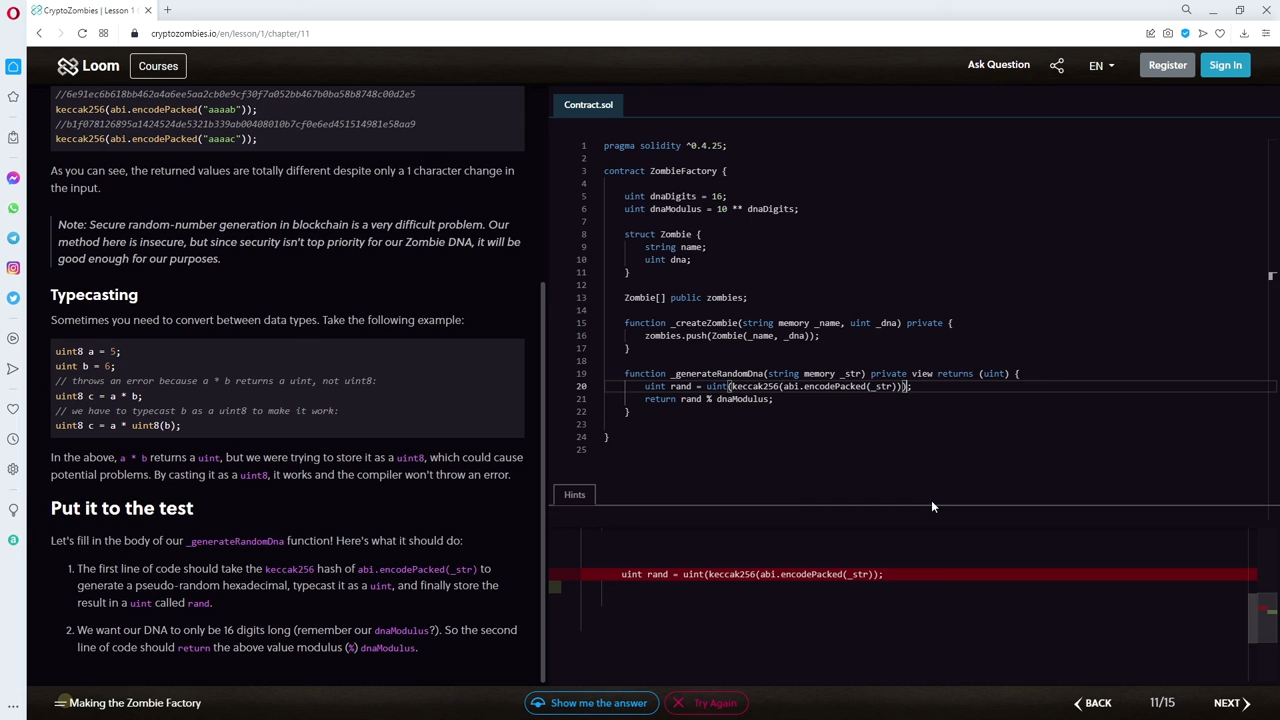 CryptoZombies | Lesson 1
cryptozombies.io/en/lesson/1/chapter/11
Loom
Courses
Ask Question
EN
Register
Sign In
//6e91ec6b618bb462a4a6ee5aa2cb0e9cf30f7a052bb467b0ba58b8748c00d2e5
keccak256(abi.encodePacked("aaaab"));
//b1f078126895a1424524de5321b339ab00408010b7cf0e6ed451514981e58aa9
keccak256(abi.encodePacked("aaaac"));
As you can see, the returned values are totally different despite only a 1 character change in
the input.
Note: Secure random-number generation in blockchain is a very difficult problem. Our
method here is insecure, but since security isn't top priority for our Zombie DNA, it will be
good enough for our purposes.
Typecasting
Sometimes you need to convert between data types. Take the following example:
uint8 a = 5;
uint b = 6;
// throws an error because a * b returns a uint, not uint8:
uint8 c = a * b;
// we have to typecast b as a uint8 to make it work:
uint8 c = a * uint8(b);
In the above, a * b returns a uint, but we were trying to store it as a uint8, which could cause
potential problems. By casting it as a uint8, it works and the compiler won't throw an error.
Put it to the test
Let's fill in the body of our _generateRandomDna function! Here's what it should do:
1. The first line of code should take the keccak256 hash of abi.encodePacked(_str) to
generate a pseudo-random hexadecimal, typecast it as a uint, and finally store the
result in a uint called rand.
2. We want our DNA to only be 16 digits long (remember our dnaModulus?). So the second
line of code should return the above value modulus (%) dnaModulus.
Contract.sol
1 pragma solidity ^0.4.25;
2
3 contract ZombieFactory {
4
5 uint dnaDigits = 16;
6 uint dnaModulus = 10 ** dnaDigits;
7
8 struct Zombie {
9 string name;
10 uint dna;
11 }
12
13 Zombie[] public zombies;
14
15 function _createZombie(string memory _name, uint _dna) private {
16 zombies.push(Zombie(_name, _dna));
17 }
18
19 function _generateRandomDna(string memory _str) private view returns (uint) {
20 uint rand = uint(keccak256(abi.encodePacked(_str)));
21 return rand % dnaModulus;
22 }
23
24 }
25
Hints
uint rand = uint(keccak256(abi.encodePacked(_str));
Making the Zombie Factory
Show me the answer
Try Again
BACK
11/15
NEXT